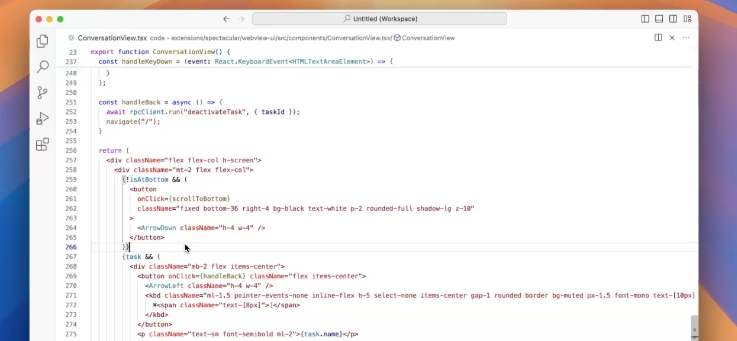 Untitled (Workspace)
ConversationView.tsx code - extensions/spectacular/webview-ui/src/components/ConversationView.tsx/ ConversationView
23 export function ConversationView() {
237 const handleKeyDown = (event: React.KeyboardEvent<HTMLTextAreaElement>) => {
248 }
249 };
250
251 const handleBack = async () => {
252 await rpcClient.run("deactivateTask", { taskId });
253 navigate("/");
254 }
255
256 return (
257 <div className="flex flex-col h-screen">
258 <div className="mt-2 flex flex-col">
259 {!isAtBottom && (
260 <button
261 onClick={scrollToBottom}
262 className="fixed bottom-36 right-4 bg-black text-white p-2 rounded-full shadow-lg z-10"
263 >
264 <ArrowDown className="h-4 w-4" />
265 </button>
266 )}
267 {task && (
268 <div className="mb-2 flex items-center">
269 <button onClick={handleBack} className="flex items-center">
270 <ArrowLeft className="h-4 w-4" />
271 <kbd className="ml-1.5 pointer-events-none inline-flex h-5 select-none items-center gap-1 rounded border bg-muted px-1.5 font-mono text-[10px]
272 ⌘<span className="text-[8px]">[</span>
273 </kbd>
274 </button>
275 <p className="text-sm font-semibold ml-2">{task.name}</p>